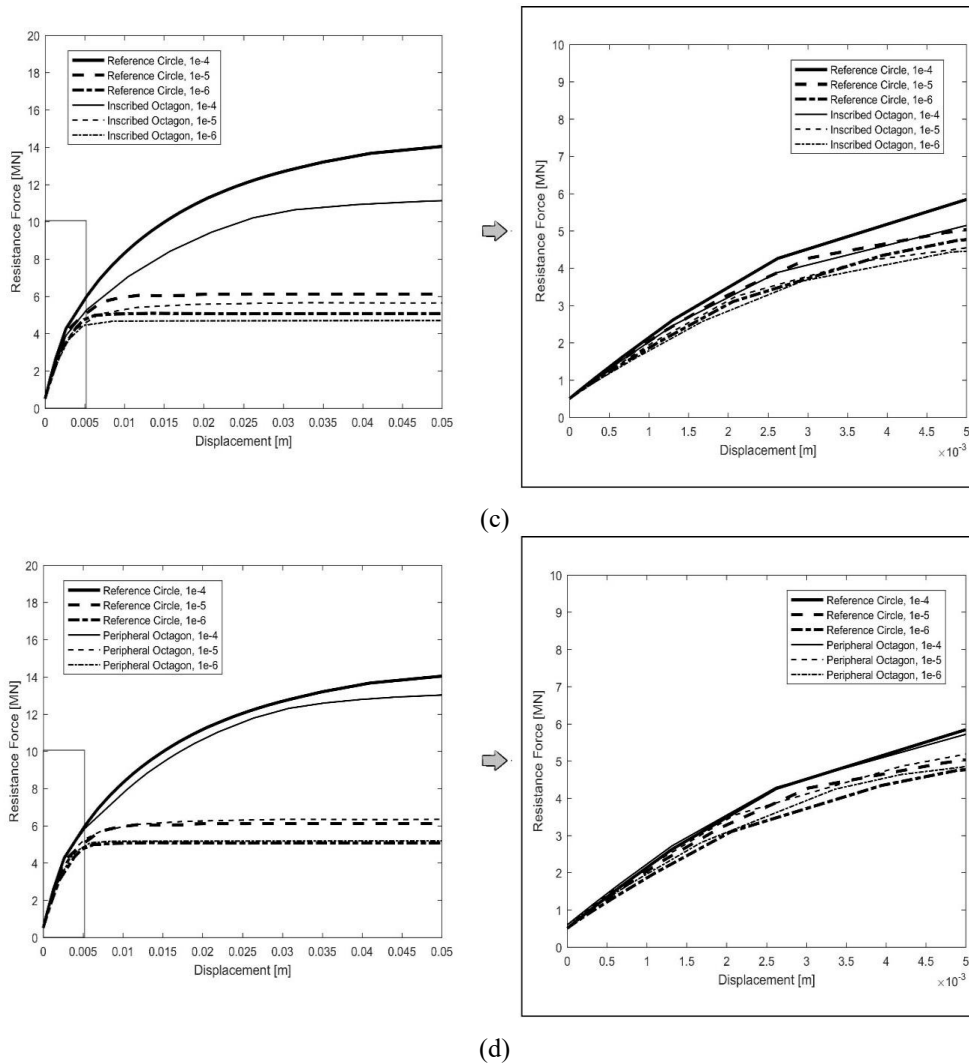 20
18
16
14
12
10
8
6
4
2
0
Resistance Force [MN]
Reference Circle, 1e-4
Reference Circle, 1e-5
Reference Circle, 1e-6
Inscribed Octagon, 1e-4
Inscribed Octagon, 1e-5
Inscribed Octagon, 1e-6
0 0.005 0.01 0.015 0.02 0.025 0.03 0.035 0.04 0.045 0.05
Displacement [m]
10
9
8
7
6
5
4
3
2
1
0
Resistance Force [MN]
Reference Circle, 1e-4
Reference Circle, 1e-5
Reference Circle, 1e-6
Inscribed Octagon, 1e-4
Inscribed Octagon, 1e-5
Inscribed Octagon, 1e-6
0 0.5 1 1.5 2 2.5 3 3.5 4 4.5 5
Displacement [m]
×10⁻³
(c)
20
18
16
14
12
10
8
6
4
2
0
Resistance Force [MN]
Reference Circle, 1e-4
Reference Circle, 1e-5
Reference Circle, 1e-6
Peripheral Octagon, 1e-4
Peripheral Octagon, 1e-5
Peripheral Octagon, 1e-6
0 0.005 0.01 0.015 0.02 0.025 0.03 0.035 0.04 0.045 0.05
Displacement [m]
10
9
8
7
6
5
4
3
2
1
0
Resistance Force [MN]
Reference Circle, 1e-4
Reference Circle, 1e-5
Reference Circle, 1e-6
Peripheral Octagon, 1e-4
Peripheral Octagon, 1e-5
Peripheral Octagon, 1e-6
0 0.5 1 1.5 2 2.5 3 3.5 4 4.5 5
Displacement [m]
×10⁻³
(d)